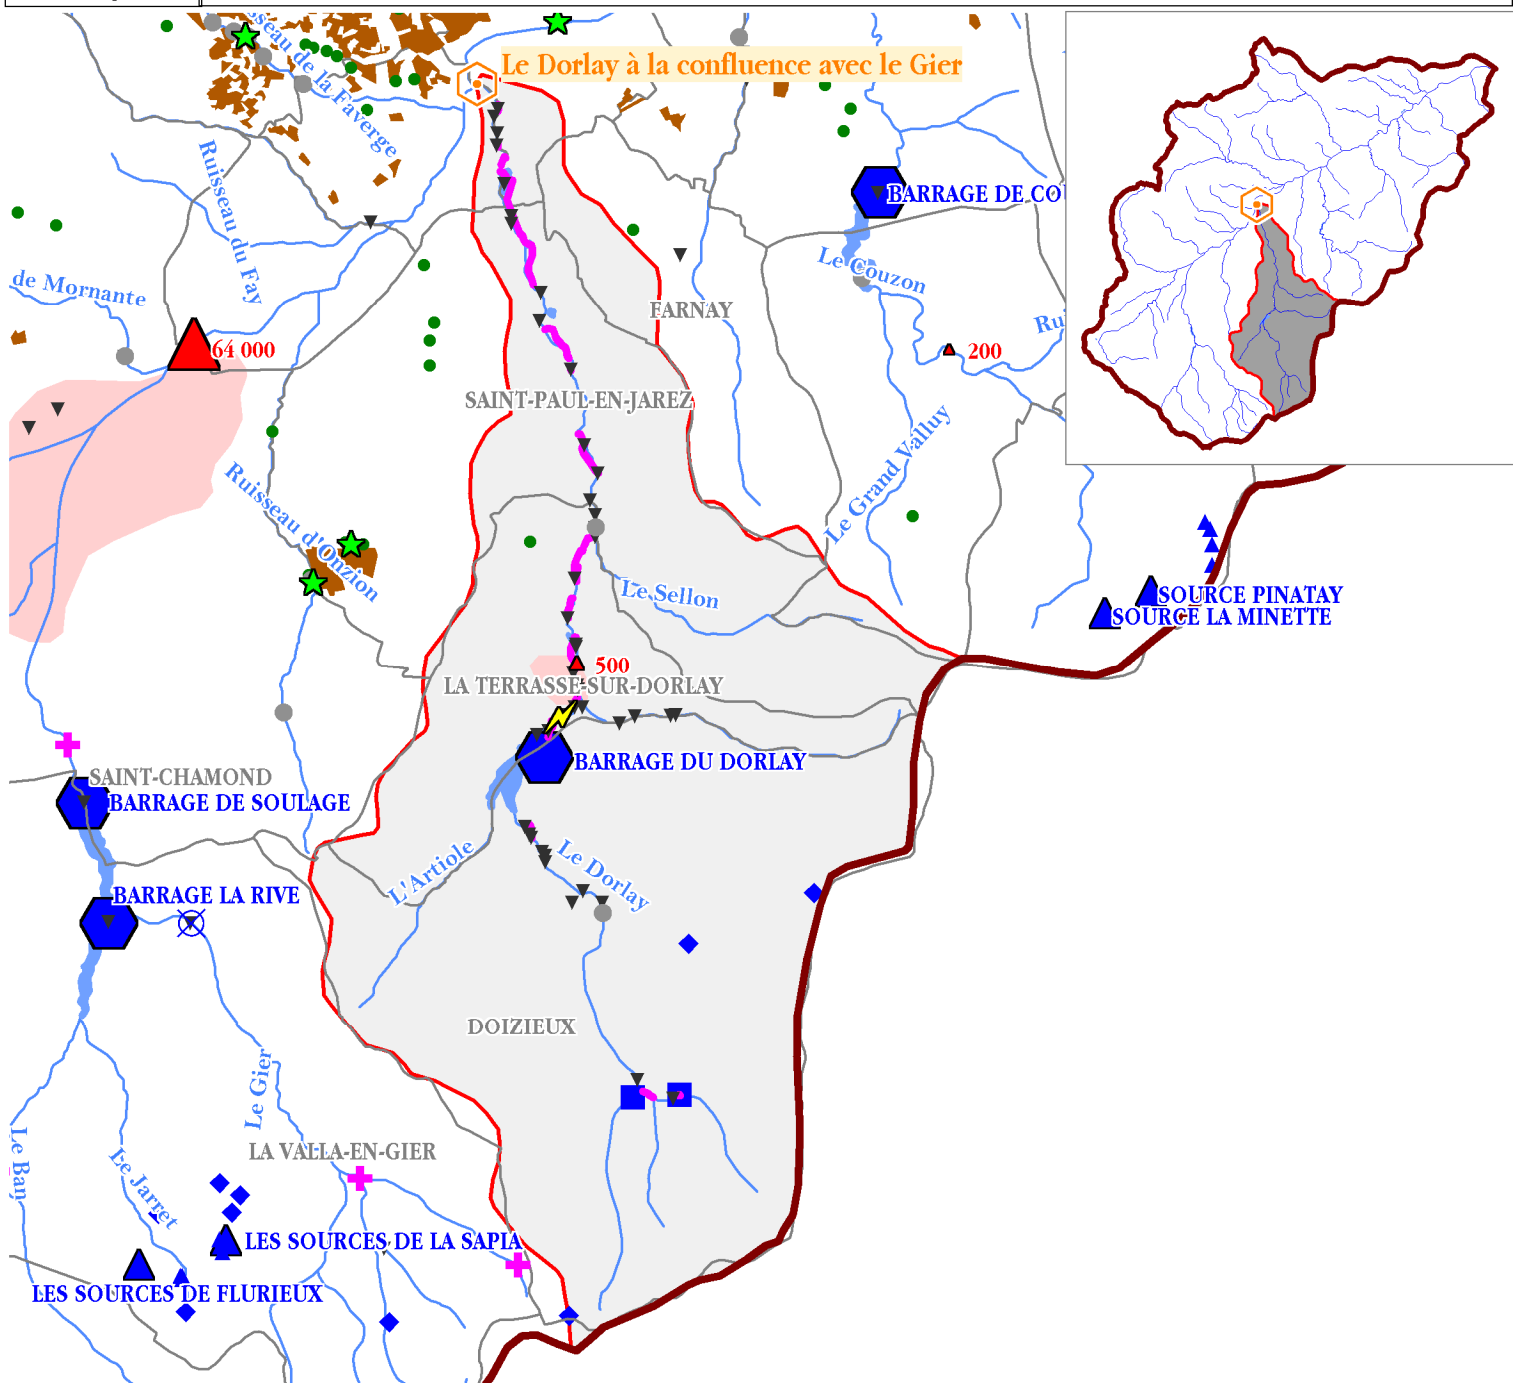 Le Dorlay à la confluence avec le Gier
Ruisseau du Fay
BARRAGE DE
Le Couzon
de Mornante
FARNAY
64 000
200
SAINT-PAUL-EN-JAREZ
Le Grand Valluy
Ruisseau d'Onzion
Le Sellon
SOURCE PINATAY
SOURCE LA MINETTE
500
LA TERRASSE-SUR-DORLAY
BARRAGE DU DORLAY
SAINT-CHAMOND
BARRAGE DE SOULAGE
L'Artiole
Le Dorlay
BARRAGE LA RIVE
DOIZIEUX
Le Gier
LA VALLA-EN-GIER
Le Ban
Le Jarret
LES SOURCES DE LA SAPIA
LES SOURCES DE FLURIEUX
de la Faverge